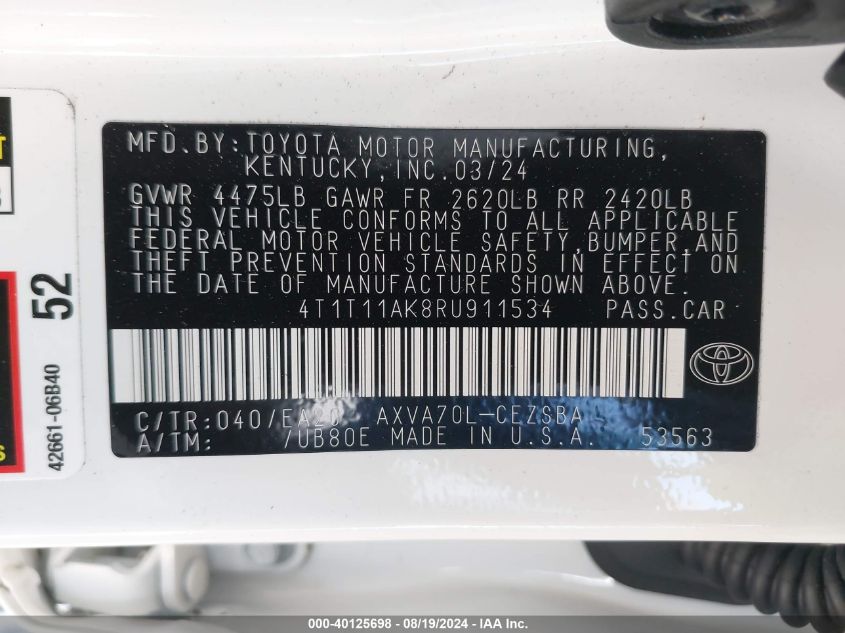 MFD.BY:TOYOTA MOTOR MANUFACTURING,
KENTUCKY,INC.03/24
GVWR 4475LB GAWR FR 2620LB RR 2420LB
THIS VEHICLE CONFORMS TO ALL APPLICABLE
FEDERAL MOTOR VEHICLE SAFETY,BUMPER,AND
THEFT PREVENTION STANDARDS IN EFFECT ON
THE DATE OF MANUFACTURE SHOWN ABOVE.
4T1T11AK8RU911534 PASS.CAR
C/TR:040/EA20 AXVA70L-CEZSBA
A/TM: /UB80E MADE IN U.S.A. 53563
52
42661-06B40
000-40125698 - 08/19/2024 - IAA Inc.